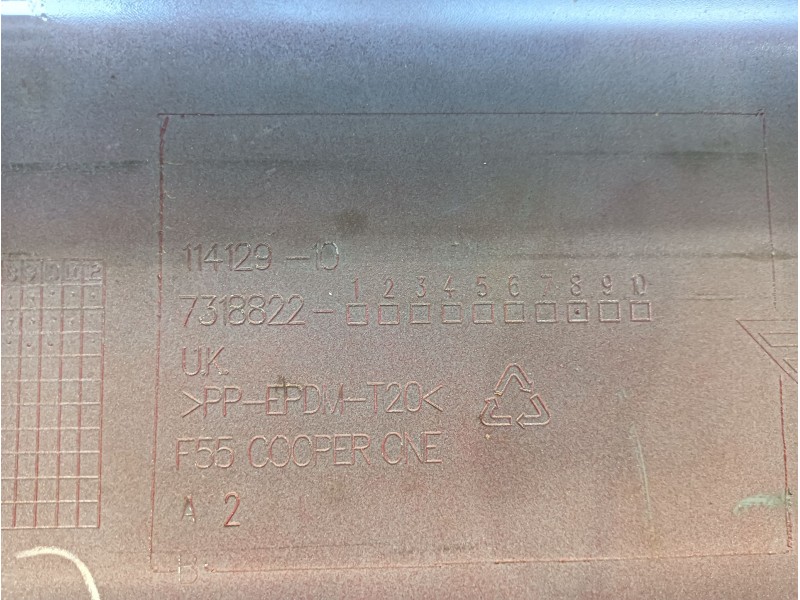 114129-10
1 2 3 4 5 6 7 8 9 10
7318822-
U.K.
>PP-EPDM-T20<
F55 COOPER ONE
A 2
B